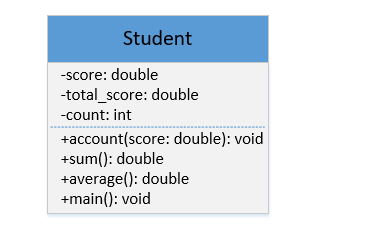 Student
-score: double
-total_score: double
-count: int
+account(score: double): void
+sum(): double
+average(): double
+main(): void